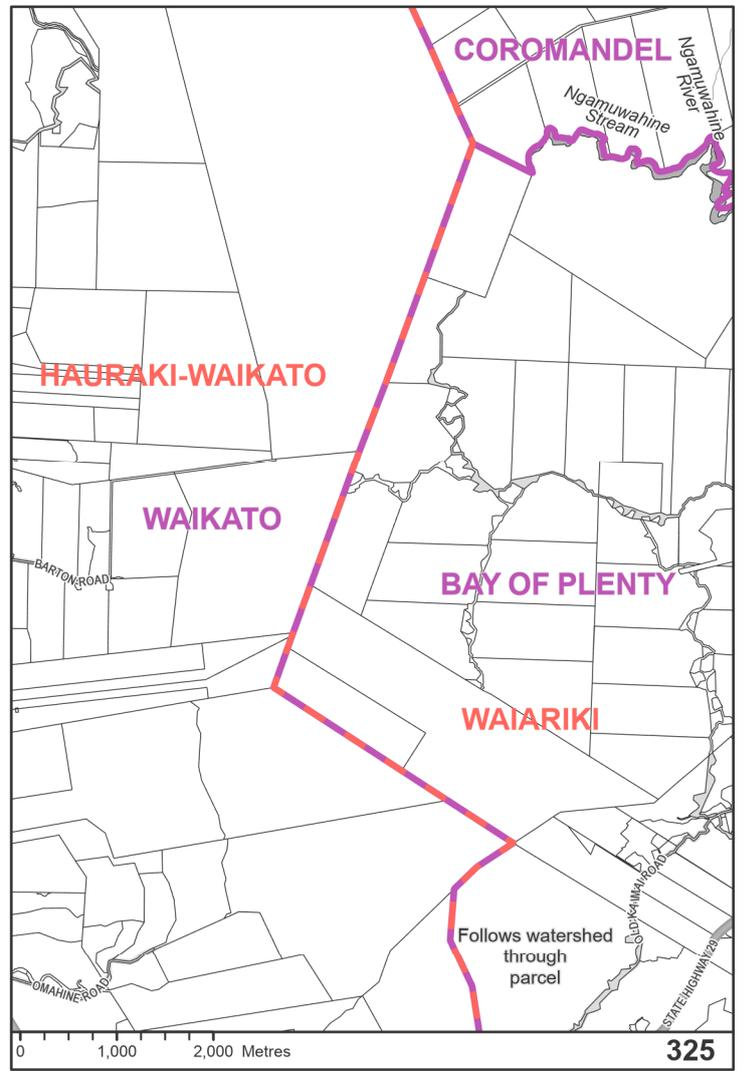 COROMANDEL
Ngamuwahine
River
Ngamuwahine
Stream
HAURAKI-WAIKATO
WAIKATO
BARTON ROAD
BAY OF PLENTY
WAIARIKI
OLD KAIMAI ROAD
Follows watershed
through
parcel
STATE HIGHWAY 29
OMAHINE ROAD
0 1,000 2,000 Metres
325